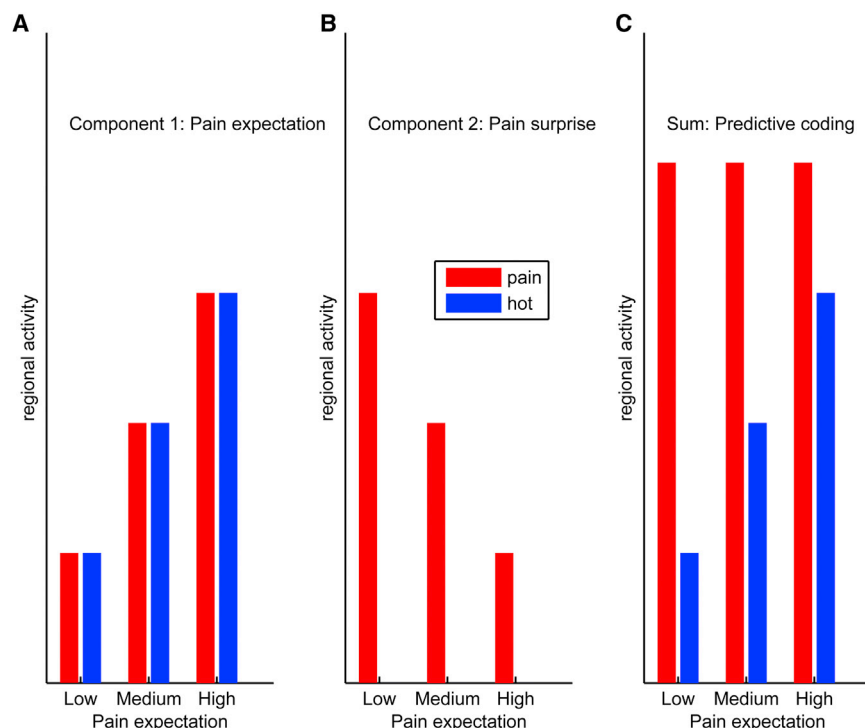 A
B
C
Component 1: Pain expectation
Component 2: Pain surprise
Sum: Predictive coding
pain
hot
regional activity
regional activity
regional activity
Low Medium High
Low Medium High
Low Medium High
Pain expectation
Pain expectation
Pain expectation